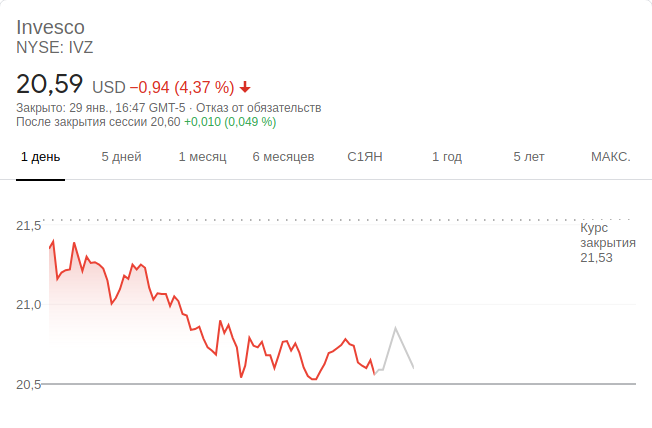 Invesco
NYSE: IVZ
20,59 USD −0,94 (4,37 %)
Закрыто: 29 янв., 16:47 GMT-5 · Отказ от обязательств
После закрытия сессии 20,60 +0,010 (0,049 %)
1 день 5 дней 1 месяц 6 месяцев С1ЯН 1 год 5 лет МАКС.
21,5
Курс
закрытия
21,53
21,0
20,5